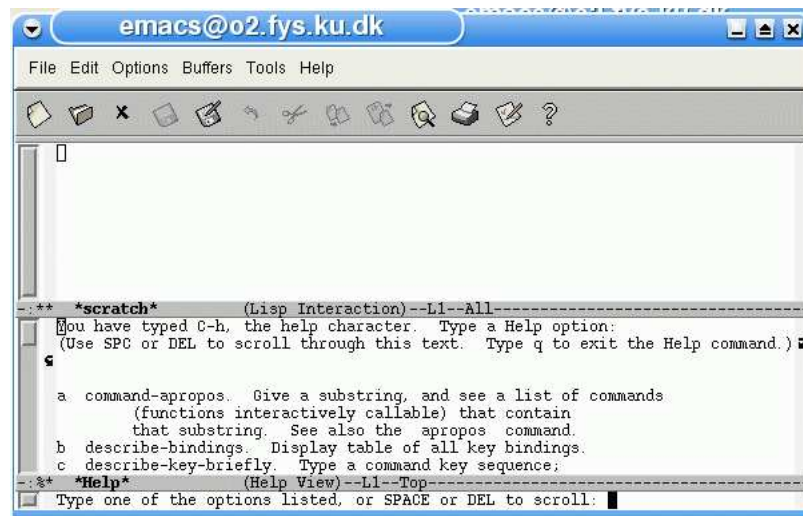 emacs@o2.fys.ku.dk
File Edit Options Buffers Tools Help
-:** *scratch* (Lisp Interaction)--L1--All--------------------------------
You have typed C-h, the help character. Type a Help option:
(Use SPC or DEL to scroll through this text. Type q to exit the Help command.)
a command-apropos. Give a substring, and see a list of commands
(functions interactively callable) that contain
that substring. See also the apropos command.
b describe-bindings. Display table of all key bindings.
c describe-key-briefly. Type a command key sequence;
-:%* *Help* (Help View)--L1--Top----------------------------------------
Type one of the options listed, or SPACE or DEL to scroll: